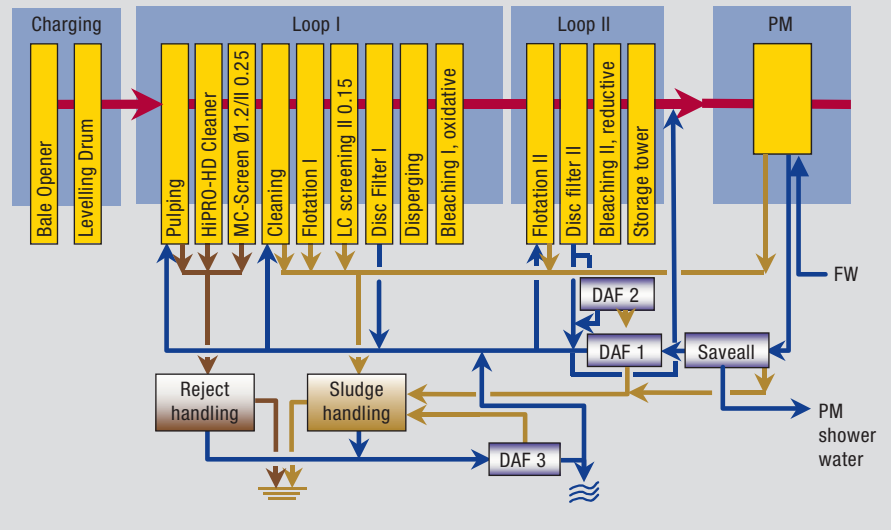 Charging
Loop I
Loop II
PM
Bale Opener
Levelling Drum
Pulping
HiPRO-HD Cleaner
MC-Screen Ø1.2/II 0.25
Cleaning
Flotation I
LC screening II 0.15
Disc Filter I
Disperging
Bleaching I, oxidative
Flotation II
Disc filter II
Bleaching II, reductive
Storage tower
FW
DAF 2
DAF 1
Saveall
Reject
handling
Sludge
handling
PM
shower
water
DAF 3